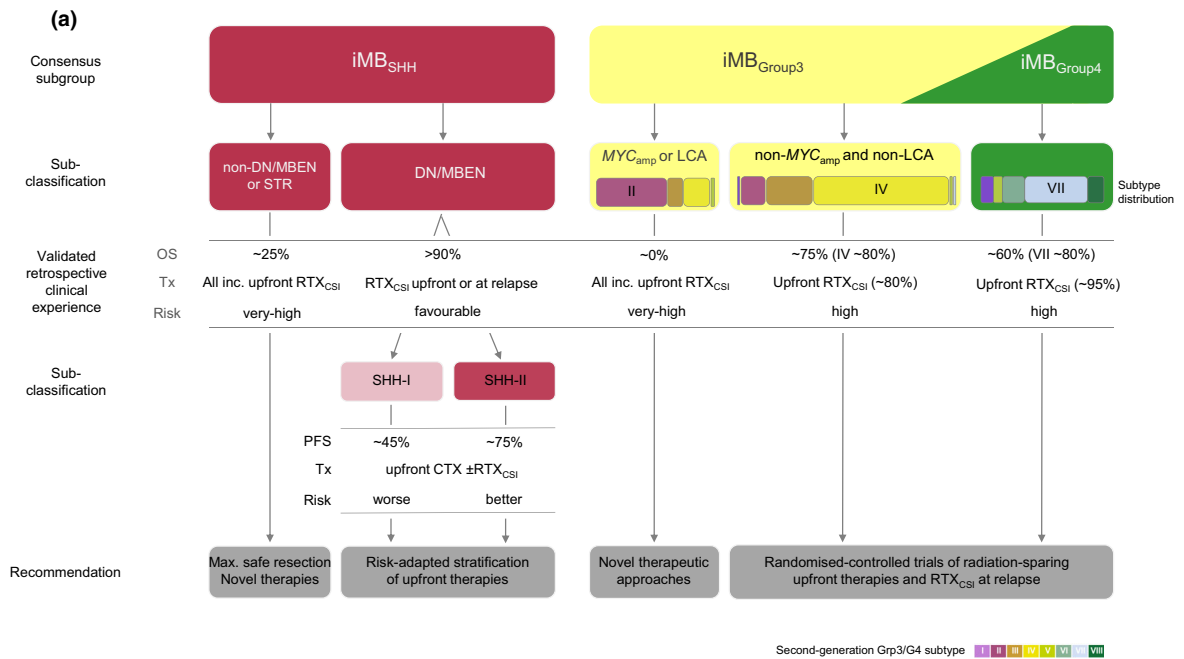 (a)
Consensus
subgroup
iMBSHH
iMBGroup3
iMBGroup4
Sub-
classification
non-DN/MBEN
or STR
DN/MBEN
MYCamp or LCA
II
non-MYCamp and non-LCA
IV
VII
Subtype
distribution
Validated
retrospective
clinical
experience
OS
~25%
>90%
~0%
~75% (IV ~80%)
~60% (VII ~80%)
Tx
All inc. upfront RTXCSI
RTXCSI upfront or at relapse
All inc. upfront RTXCSI
Upfront RTXCSI (~80%)
Upfront RTXCSI (~95%)
Risk
very-high
favourable
very-high
high
high
Sub-
classification
SHH-I
SHH-II
PFS
~45%
~75%
Tx
upfront CTX ±RTXCSI
Risk
worse
better
Recommendation
Max. safe resection
Novel therapies
Risk-adapted stratification
of upfront therapies
Novel therapeutic
approaches
Randomised-controlled trials of radiation-sparing
upfront therapies and RTXCSI at relapse
Second-generation Grp3/G4 subtype
I II III IV V VI VII VIII